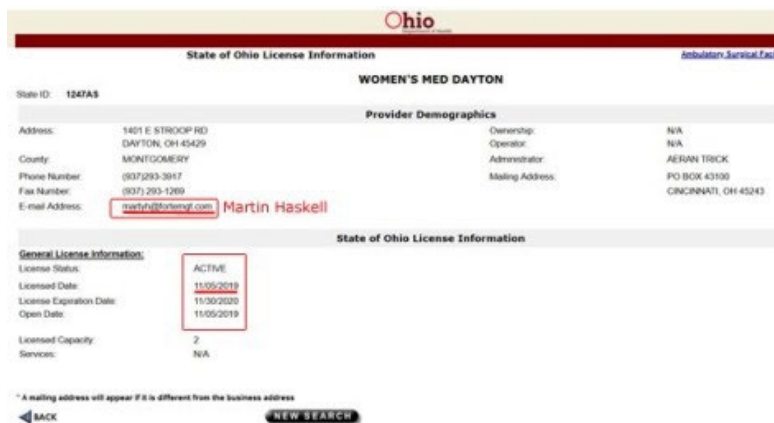 Ohio
Department of Health
State of Ohio License Information
Ambulatory Surgical
WOMEN'S MED DAYTON
State ID: 1247AS
Provider Demographics
Address: 1401 E STROOP RD Ownership: N/A
DAYTON, OH 45429 Operator: N/A
County: MONTGOMERY Administrator: AERAN TRICK
Phone Number: (937)293-3917 Mailing Address: PO BOX 43100
Fax Number: (937) 293-1269 CINCINNATI, OH 45243
E-mail Address: martyh@fortemgt.com Martin Haskell
State of Ohio License Information
General License Information:
License Status: ACTIVE
Licensed Date: 11/05/2019
License Expiration Date: 11/30/2020
Open Date: 11/05/2019
Licensed Capacity: 2
Services: N/A
* A mailing address will appear if it is different from the business address
BACK NEW SEARCH